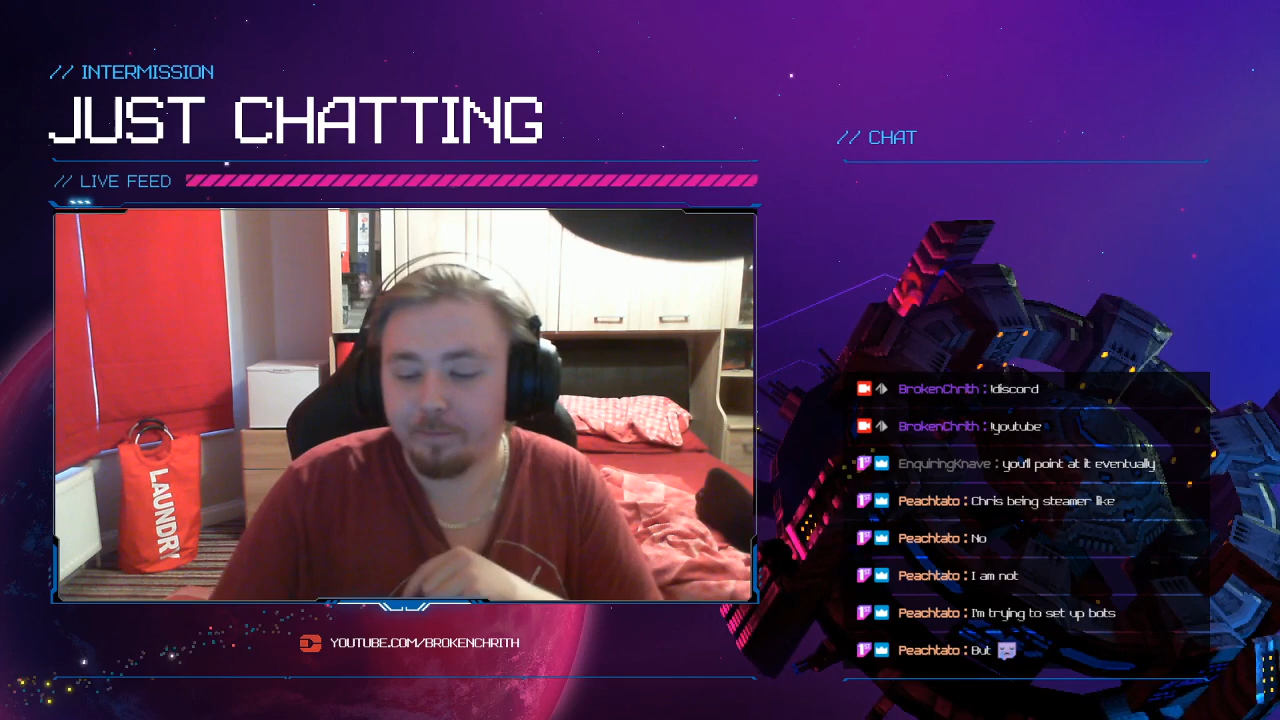 // INTERMISSION
JUST CHATTING
// LIVE FEED
// CHAT
LAUNDRY
BrokenChrith : !discord
BrokenChrith : !youtube
EnquiringKnave : you'll point at it eventually
Peachtato : Chris being steamer like
Peachtato : No
Peachtato : I am not
Peachtato : I'm trying to set up bots
Peachtato : But
YOUTUBE.COM/BROKENCHRITH